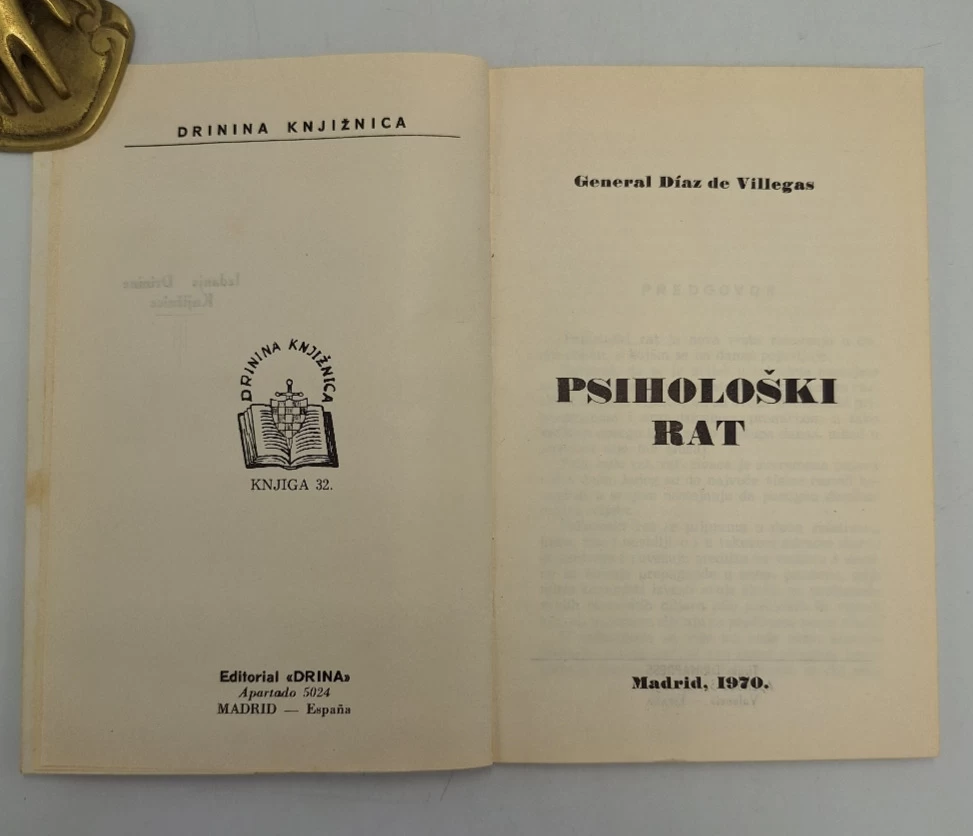 DRININA KNJIŽNICA
DRININA KNJIŽNICA
KNJIGA 32.
Editorial «DRINA»
Apartado 5024
MADRID — España
General Díaz de Villegas
PSIHOLOŠKI
RAT
Madrid, 1970.